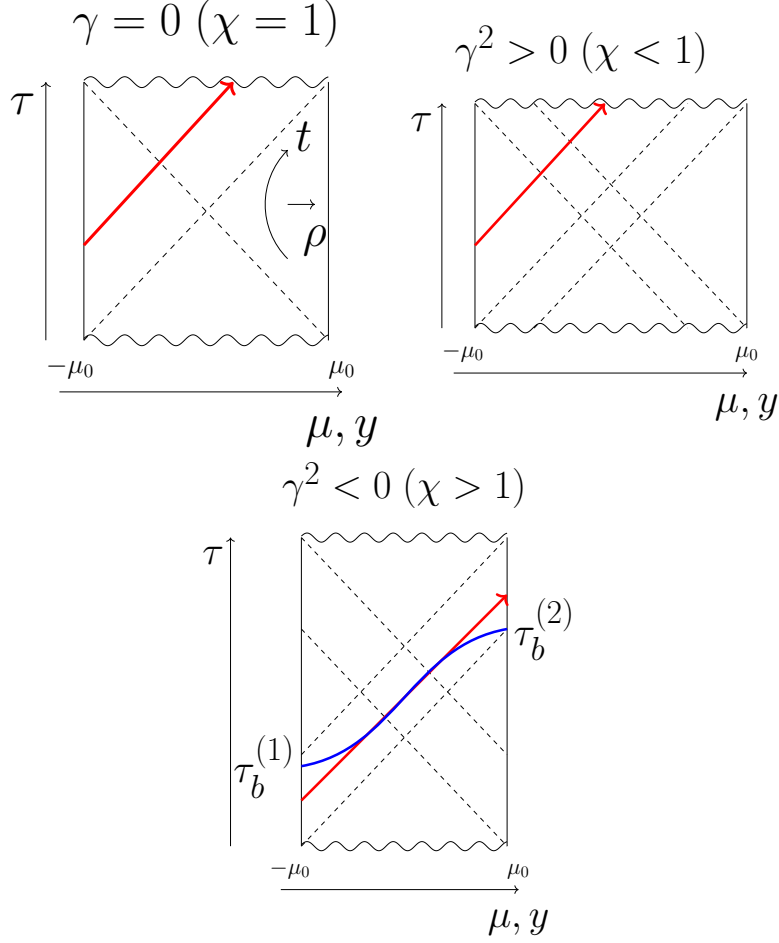 γ = 0 (χ = 1)
τ
t
ρ
−μ₀
μ₀
μ, y
γ² > 0 (χ < 1)
τ
−μ₀
μ₀
μ, y
γ² < 0 (χ > 1)
τ
τ_b^(2)
τ_b^(1)
−μ₀
μ₀
μ, y